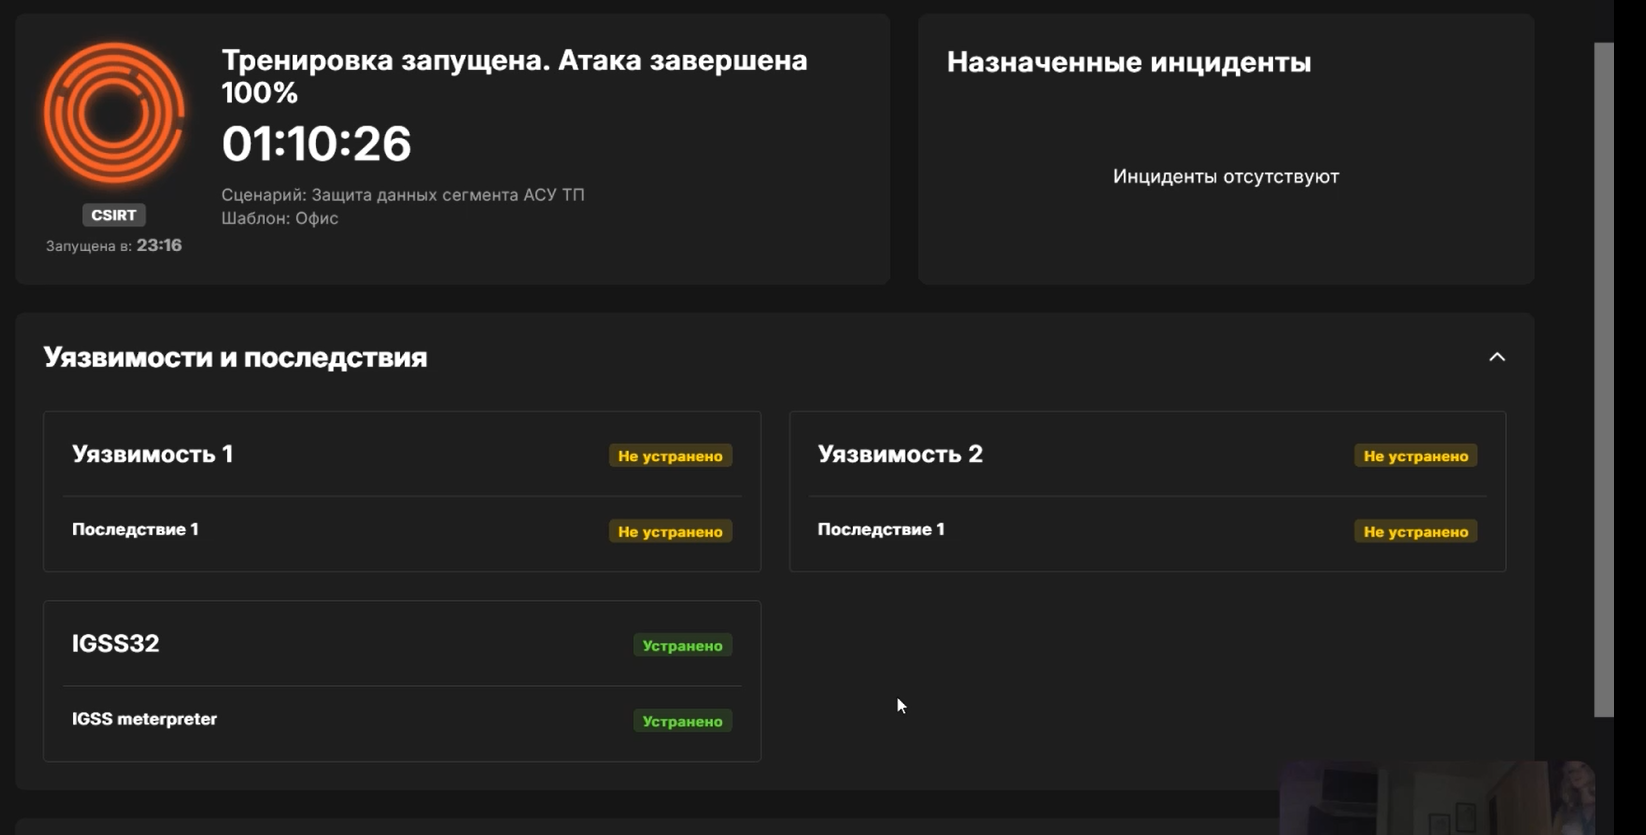 Тренировка запущена. Атака завершена
100%
01:10:26
Сценарий: Защита данных сегмента АСУ ТП
Шаблон: Офис
CSIRT
Запущена в: 23:16
Назначенные инциденты
Инциденты отсутствуют
Уязвимости и последствия
Уязвимость 1
Не устранено
Последствие 1
Не устранено
Уязвимость 2
Не устранено
Последствие 1
Не устранено
IGSS32
Устранено
IGSS meterpreter
Устранено